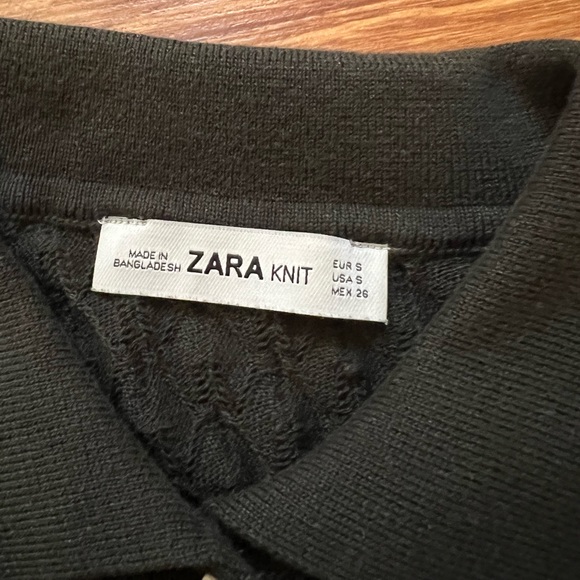 MADE IN
BANGLADESH
ZARA KNIT
EUR S
USA S
MEX 26